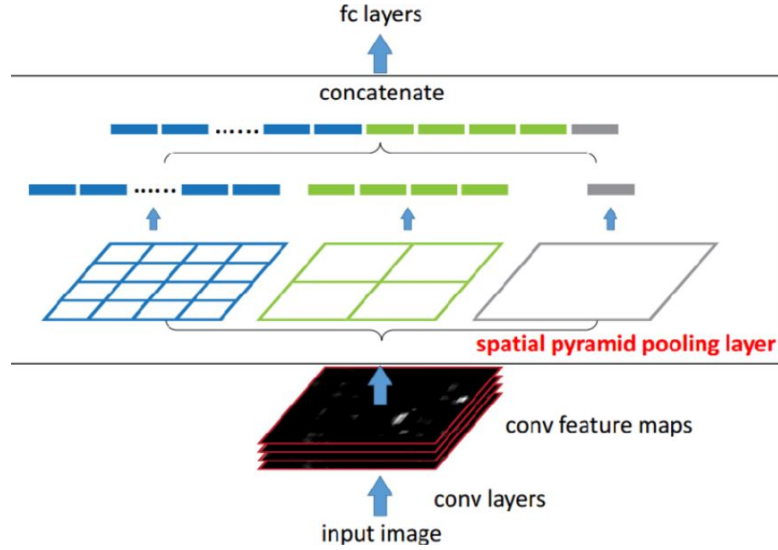 fc layers
concatenate
......
......
spatial pyramid pooling layer
conv feature maps
conv layers
input image